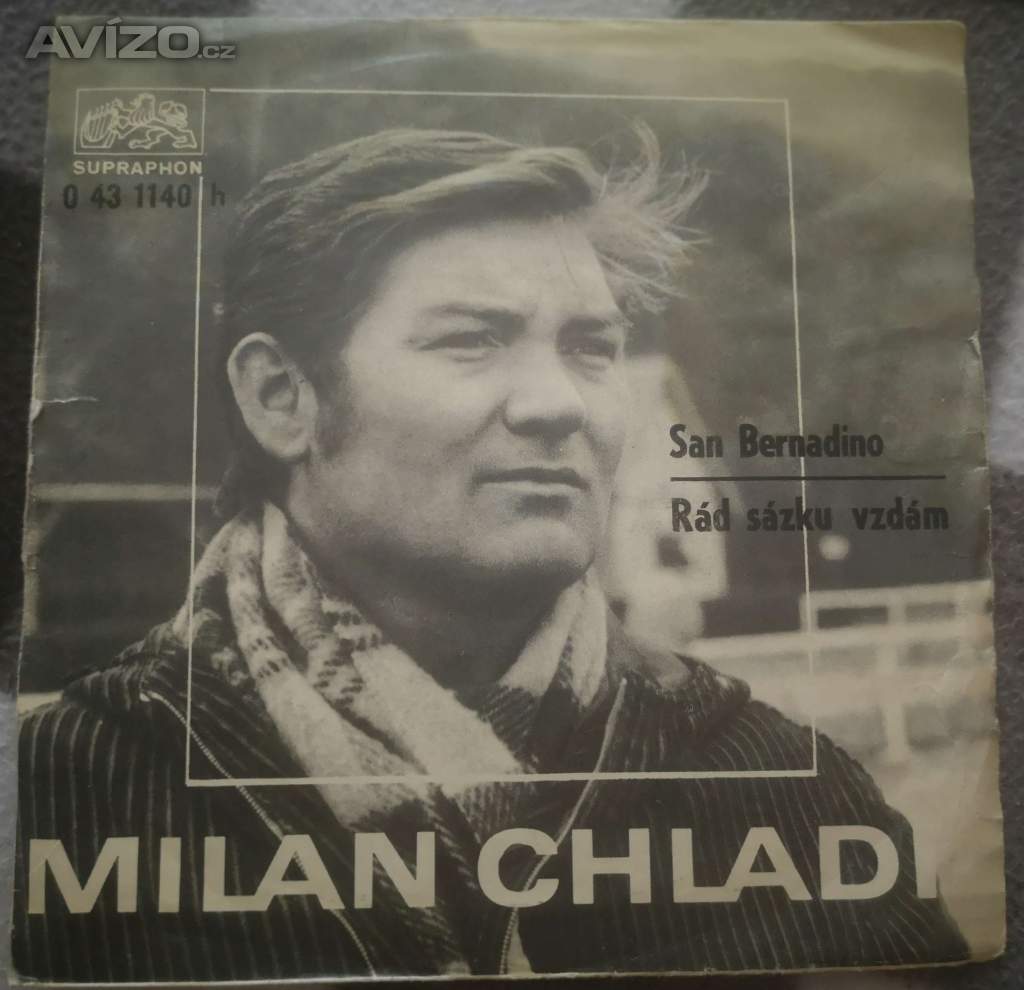 AVÍZO.cz
SUPRAPHON
0 43 1140 h
San Bernadino
Rád sázku vzdám
MILAN CHLADI